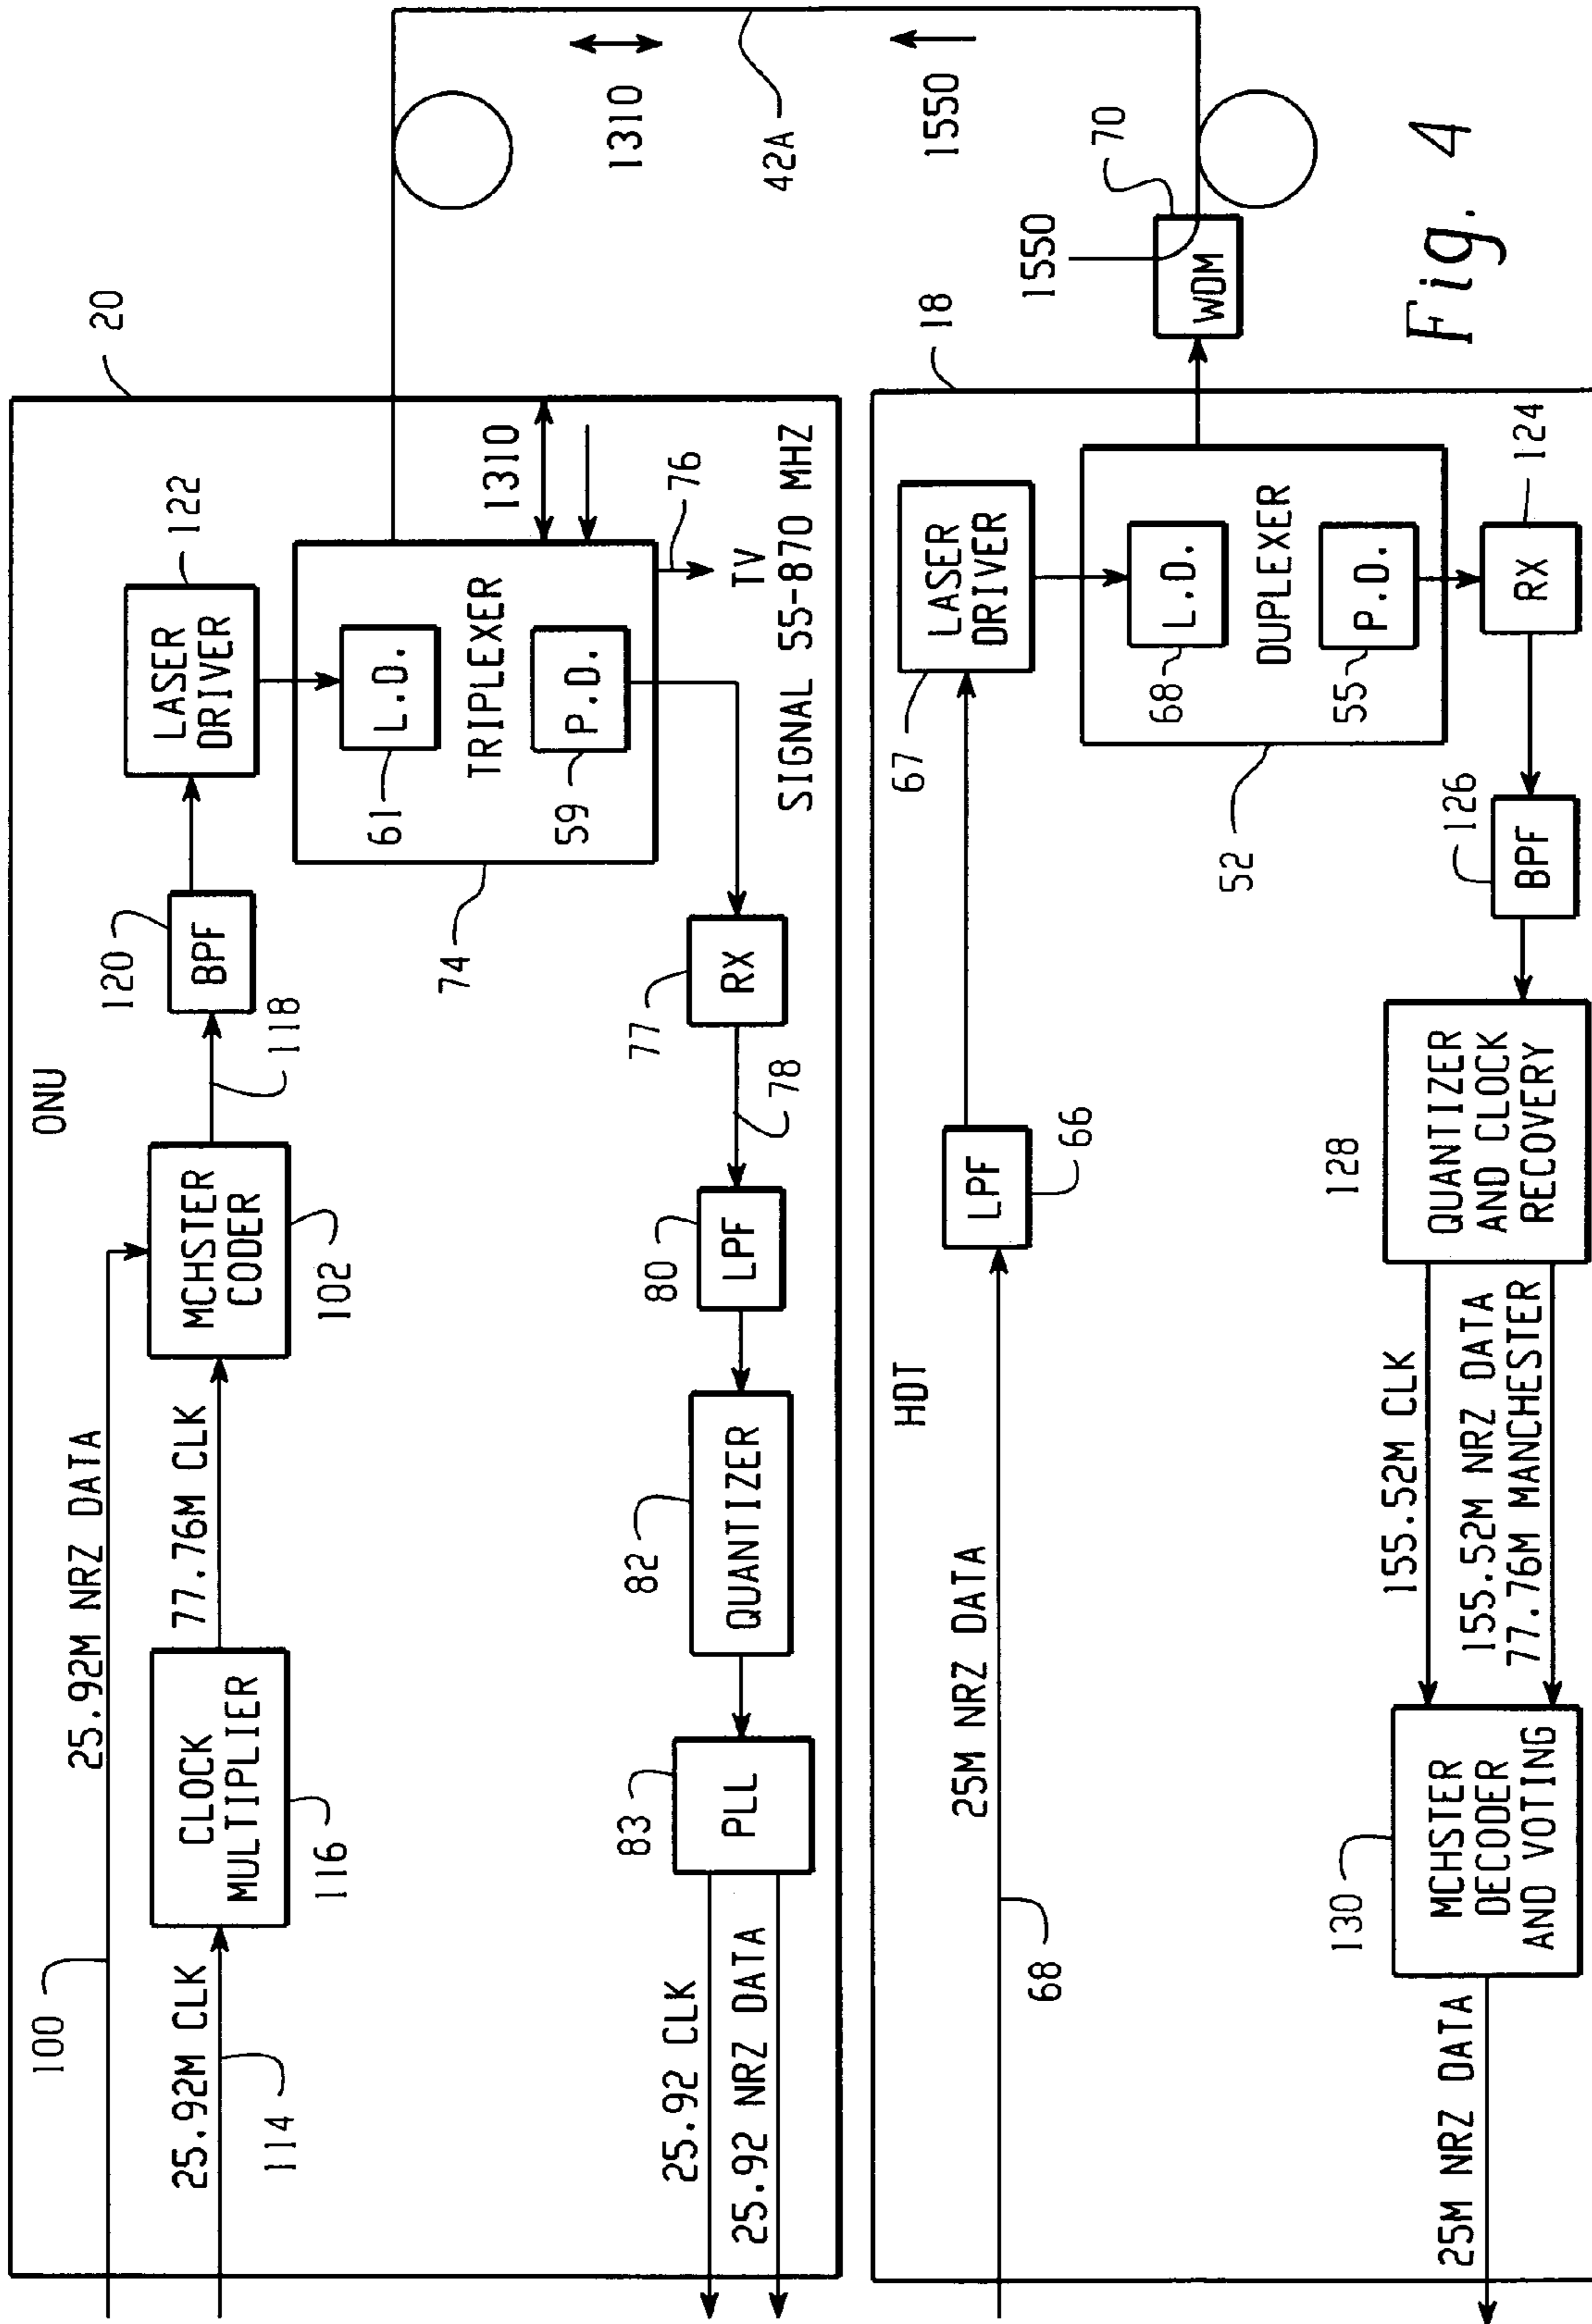 ONU
20
100
25.92M NRZ DATA
25.92M CLK
114
CLOCK
MULTIPLIER
116
77.76M CLK
MCHSTER
CODER
102
118
120
BPF
LASER
DRIVER
122
61
L.D.
TRIPLEXER
59
P.D.
74
1310
76
TV
SIGNAL 55-870 MHZ
77
RX
78
80
LPF
82
QUANTIZER
83
PLL
25.92 CLK
25.92 NRZ DATA
1310
42A
1550
HDT
18
68
25M NRZ DATA
LPF
66
67
LASER
DRIVER
68
L.D.
DUPLEXER
55
P.D.
52
1550
70
WDM
RX
124
126
BPF
128
QUANTIZER
AND CLOCK
RECOVERY
155.52M CLK
155.52M NRZ DATA
77.76M MANCHESTER
130
MCHSTER
DECODER
AND VOTING
25M NRZ DATA
Fig. 4